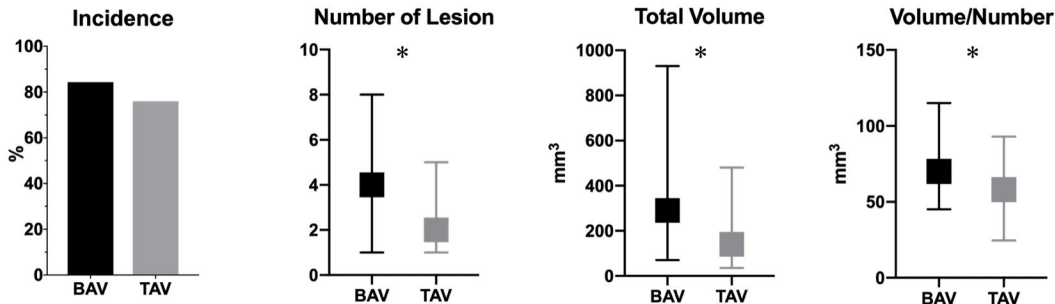 Incidence
100
80
60
40
20
0
%
BAV TAV
Number of Lesion
10
8
6
4
2
0
*
BAV TAV
Total Volume
1000
800
600
400
200
0
mm³
*
BAV TAV
Volume/Number
150
100
50
0
mm³
*
BAV TAV